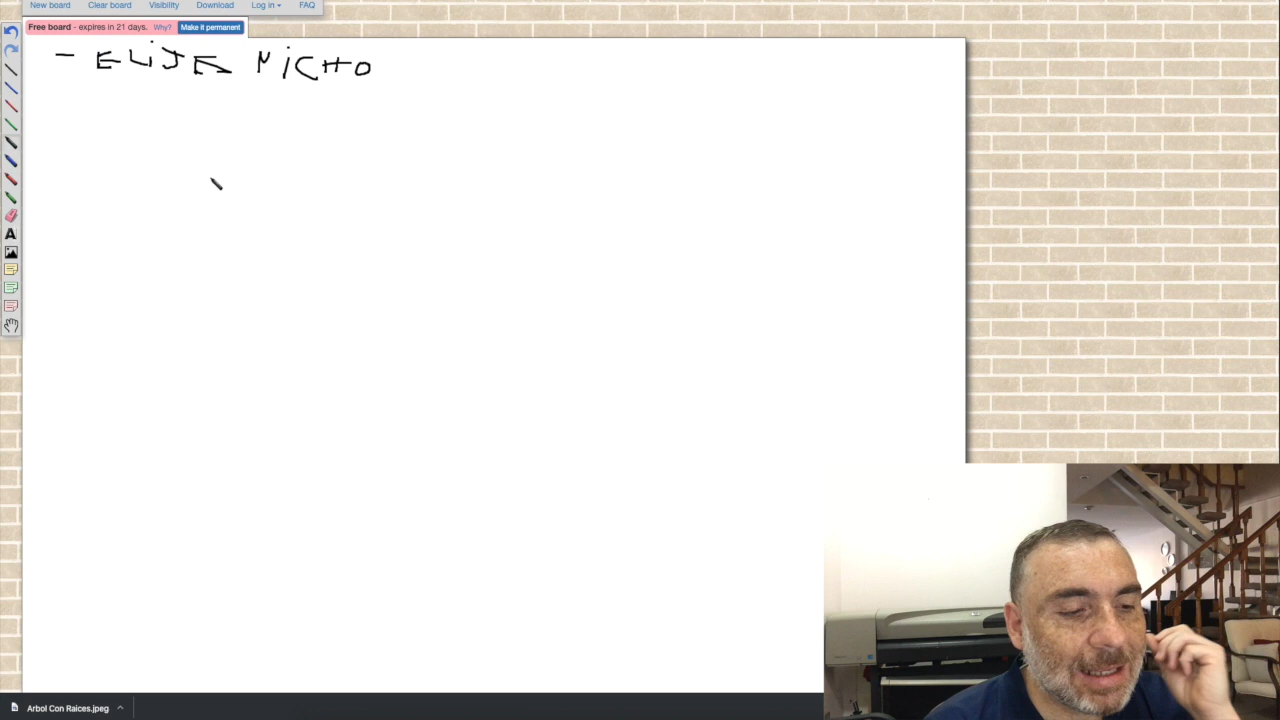 New board Clear board Visibility Download Log in FAQ
Free board - expires in 21 days. Why? Make it permanent
- ELiJE NiCHO
A
Arbol Con Raices.jpeg